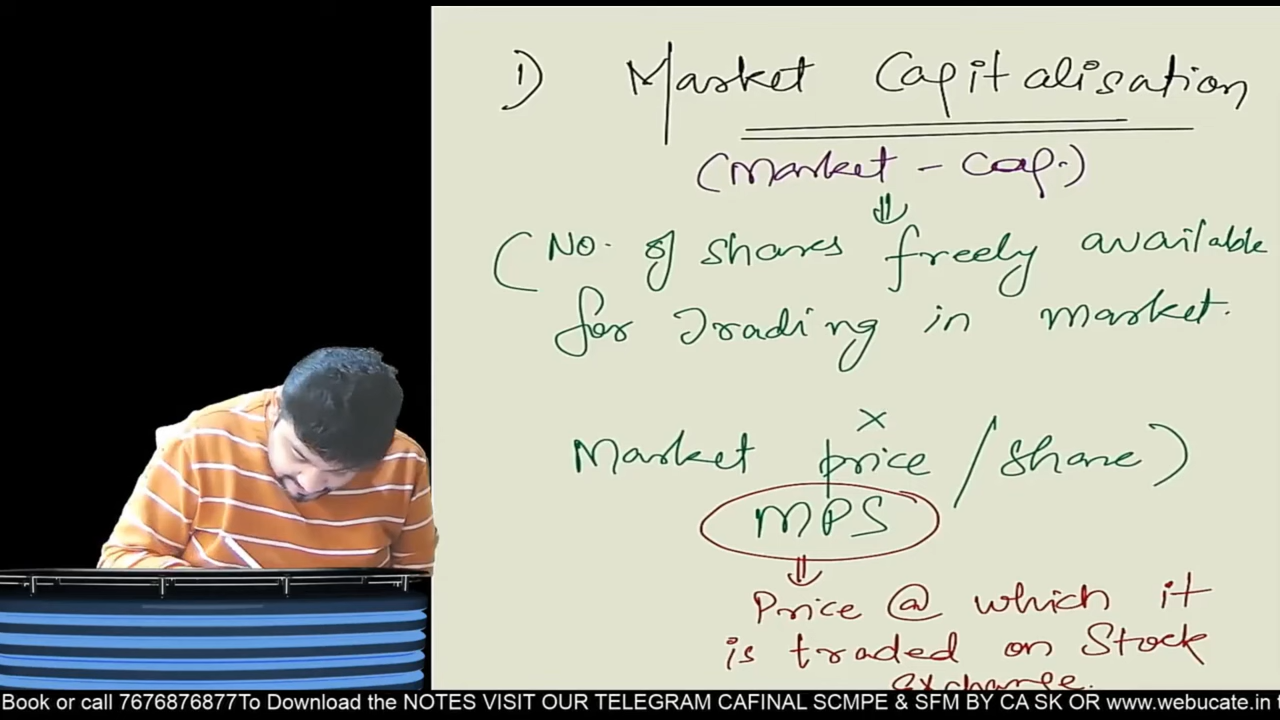 1) Market Capitalisation
(Market - Cap.)
(No. of shares freely available
for Trading in market.
×
Market price / share)
MPS
Price @ which it
is traded on Stock
exchange.
Book or call 7676876877To Download the NOTES VISIT OUR TELEGRAM CAFINAL SCMPE & SFM BY CA SK OR www.webucate.in